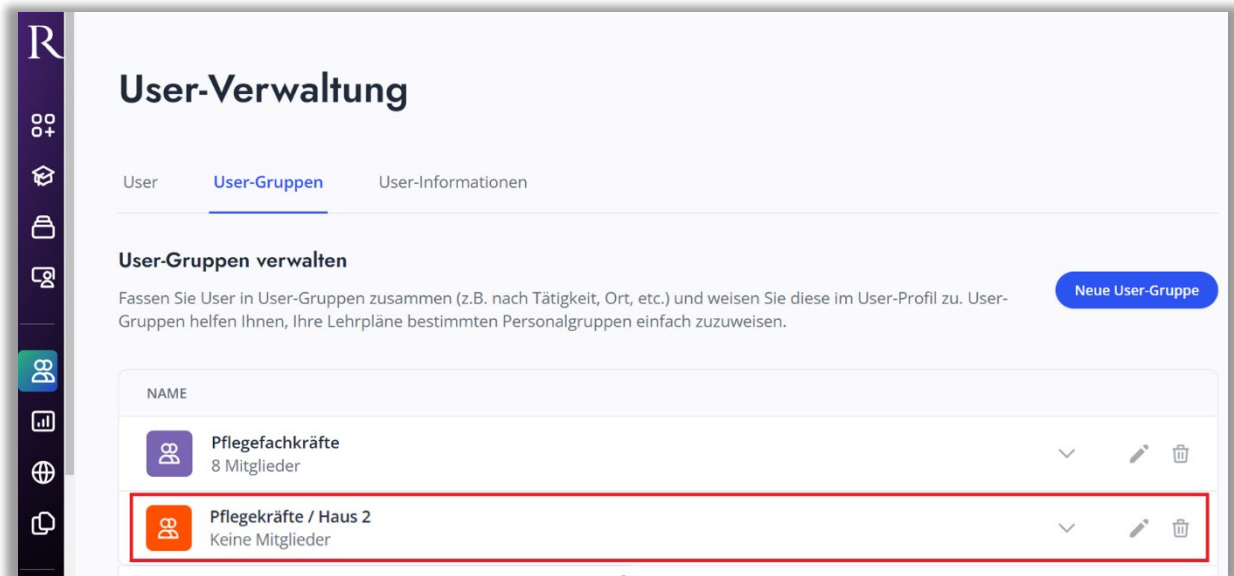 R
User-Verwaltung
User User-Gruppen User-Informationen
User-Gruppen verwalten
Fassen Sie User in User-Gruppen zusammen (z.B. nach Tätigkeit, Ort, etc.) und weisen Sie diese im User-Profil zu. User-
Gruppen helfen Ihnen, Ihre Lehrpläne bestimmten Personalgruppen einfach zuzuweisen.
Neue User-Gruppe
NAME
Pflegefachkräfte
8 Mitglieder
Pflegekräfte / Haus 2
Keine Mitglieder